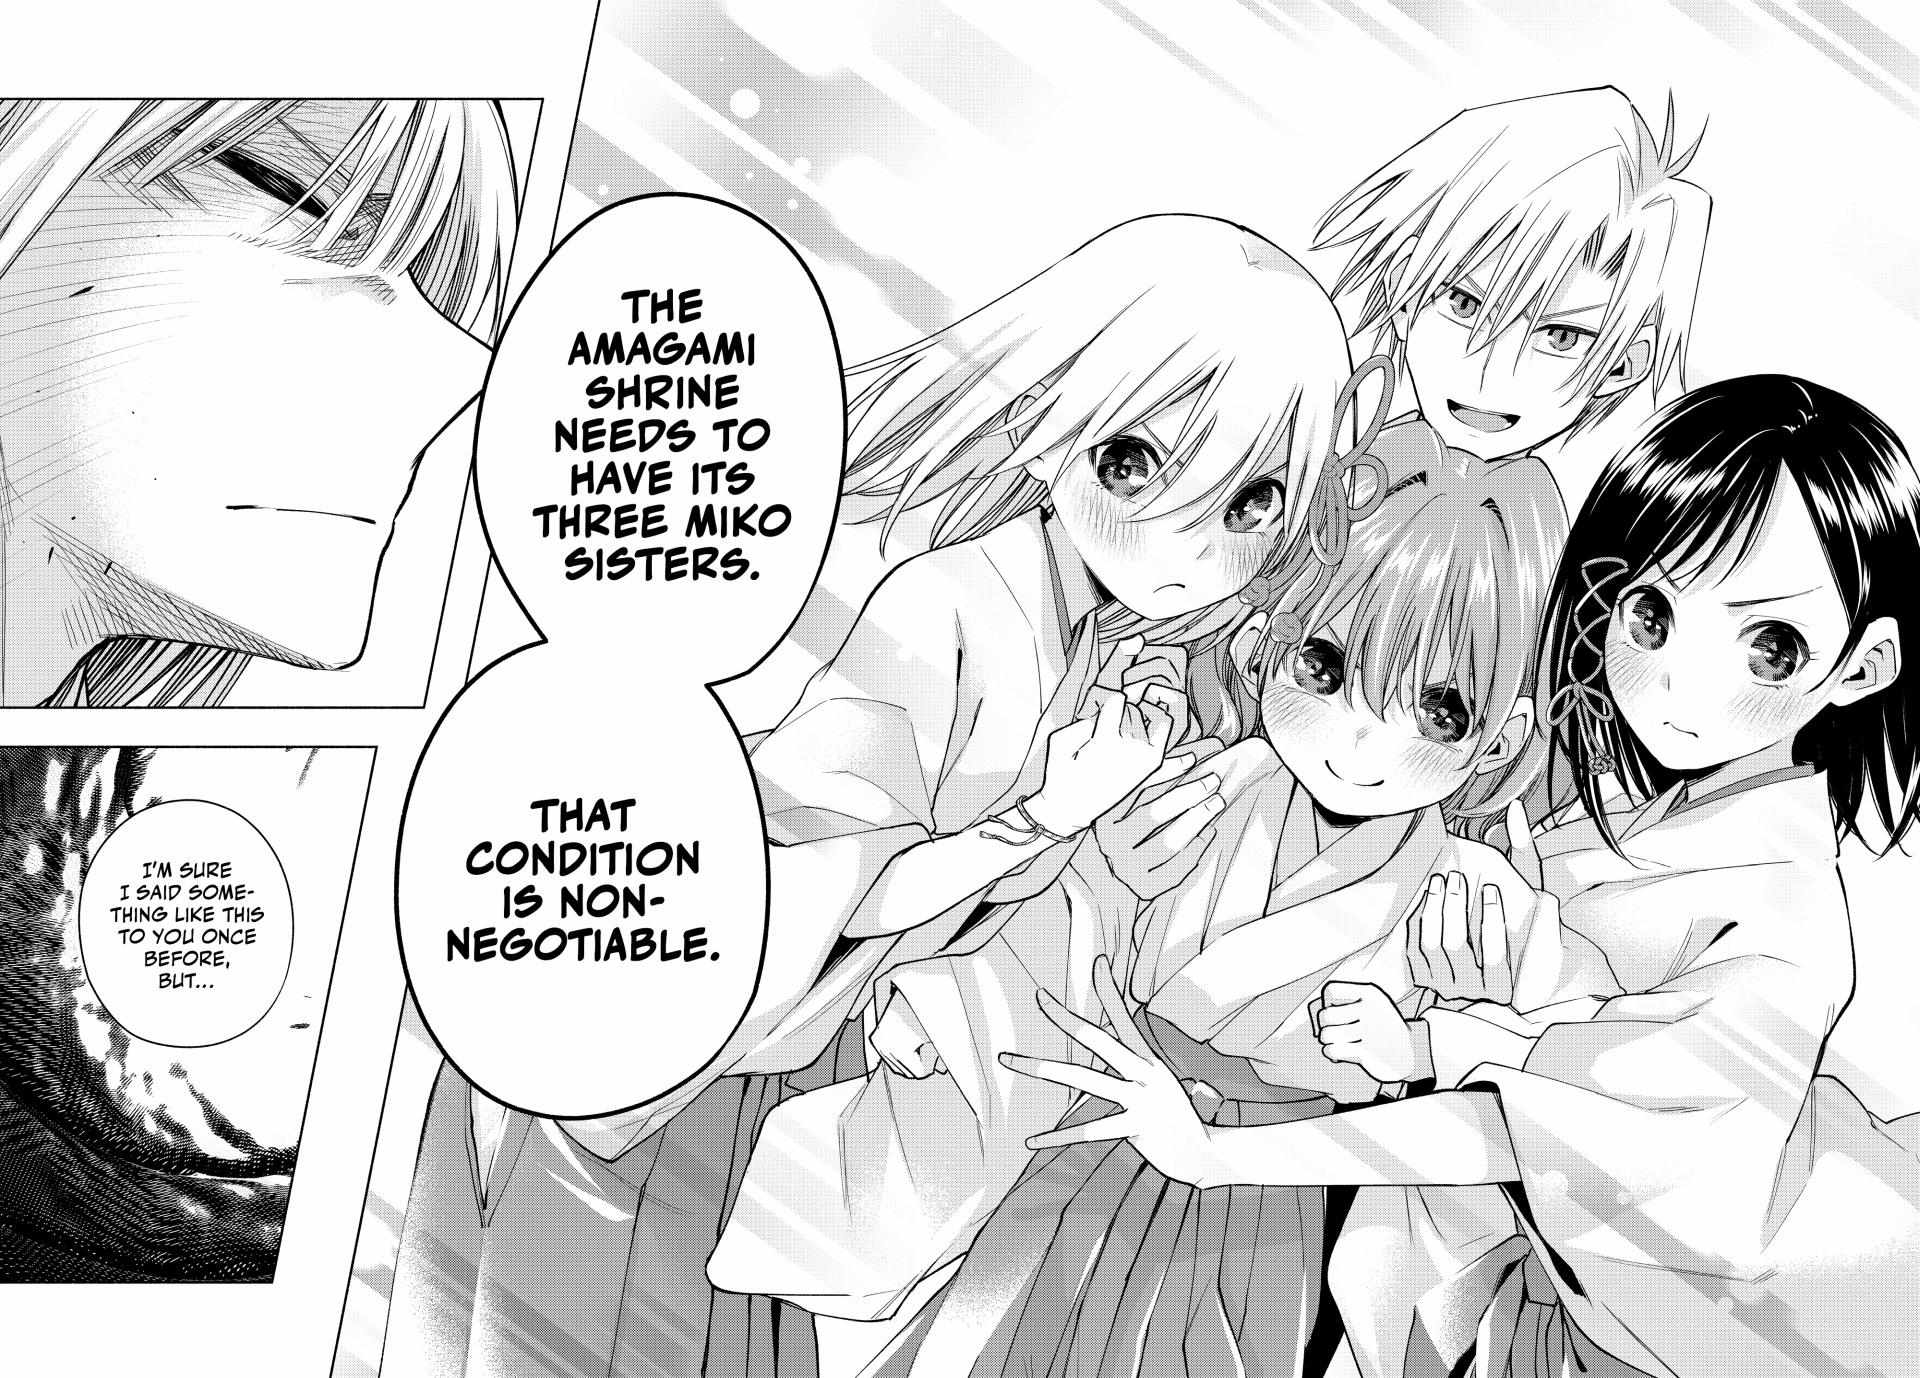 THE
AMAGAMI
SHRINE
NEEDS TO
HAVE ITS
THREE MIKO
SISTERS.
THAT
CONDITION
IS NON-
NEGOTIABLE.
I'M SURE
I SAID SOME-
THING LIKE THIS
TO YOU ONCE
BEFORE,
BUT...